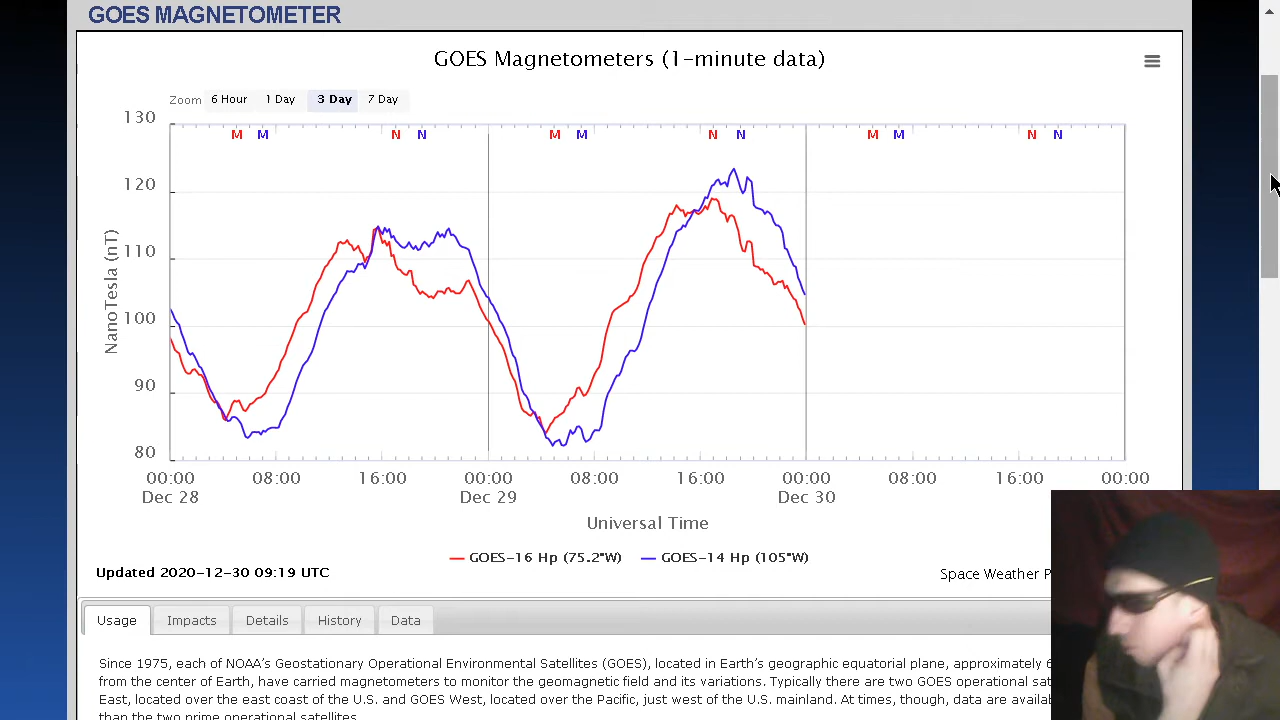 GOES MAGNETOMETER
GOES Magnetometers (1-minute data)
Zoom 6 Hour 1 Day 3 Day 7 Day
130
M M N N M M N N M M N N
120
110
100
90
80
NanoTesla (nT)
00:00 08:00 16:00 00:00 08:00 16:00 00:00 08:00 16:00 00:00
Dec 28 Dec 29 Dec 30
Universal Time
GOES-16 Hp (75.2°W) GOES-14 Hp (105°W)
Updated 2020-12-30 09:19 UTC
Space Weather
Usage Impacts Details History Data
Since 1975, each of NOAA's Geostationary Operational Environmental Satellites (GOES), located in Earth's geographic equatorial plane, approximately
from the center of Earth, have carried magnetometers to monitor the geomagnetic field and its variations. Typically there are two GOES operational
East, located over the east coast of the U.S. and GOES West, located over the Pacific, just west of the U.S. mainland. At times, though, data are
than the two prime operational satellites.